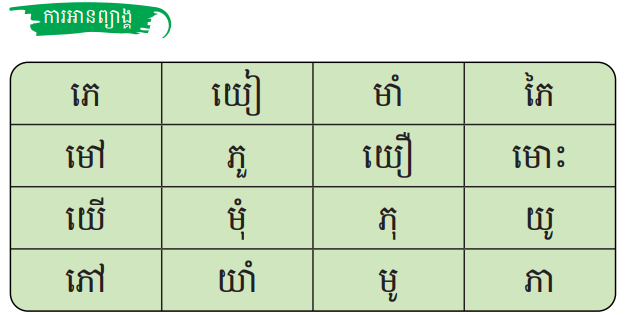 ការអានព្យាង្គ
ភេ យៀ មាំ ភៃ
មៅ ភួ យឿ មោះ
យើ មុំ ភុ យូ
ភៅ យាំ មូ ភា